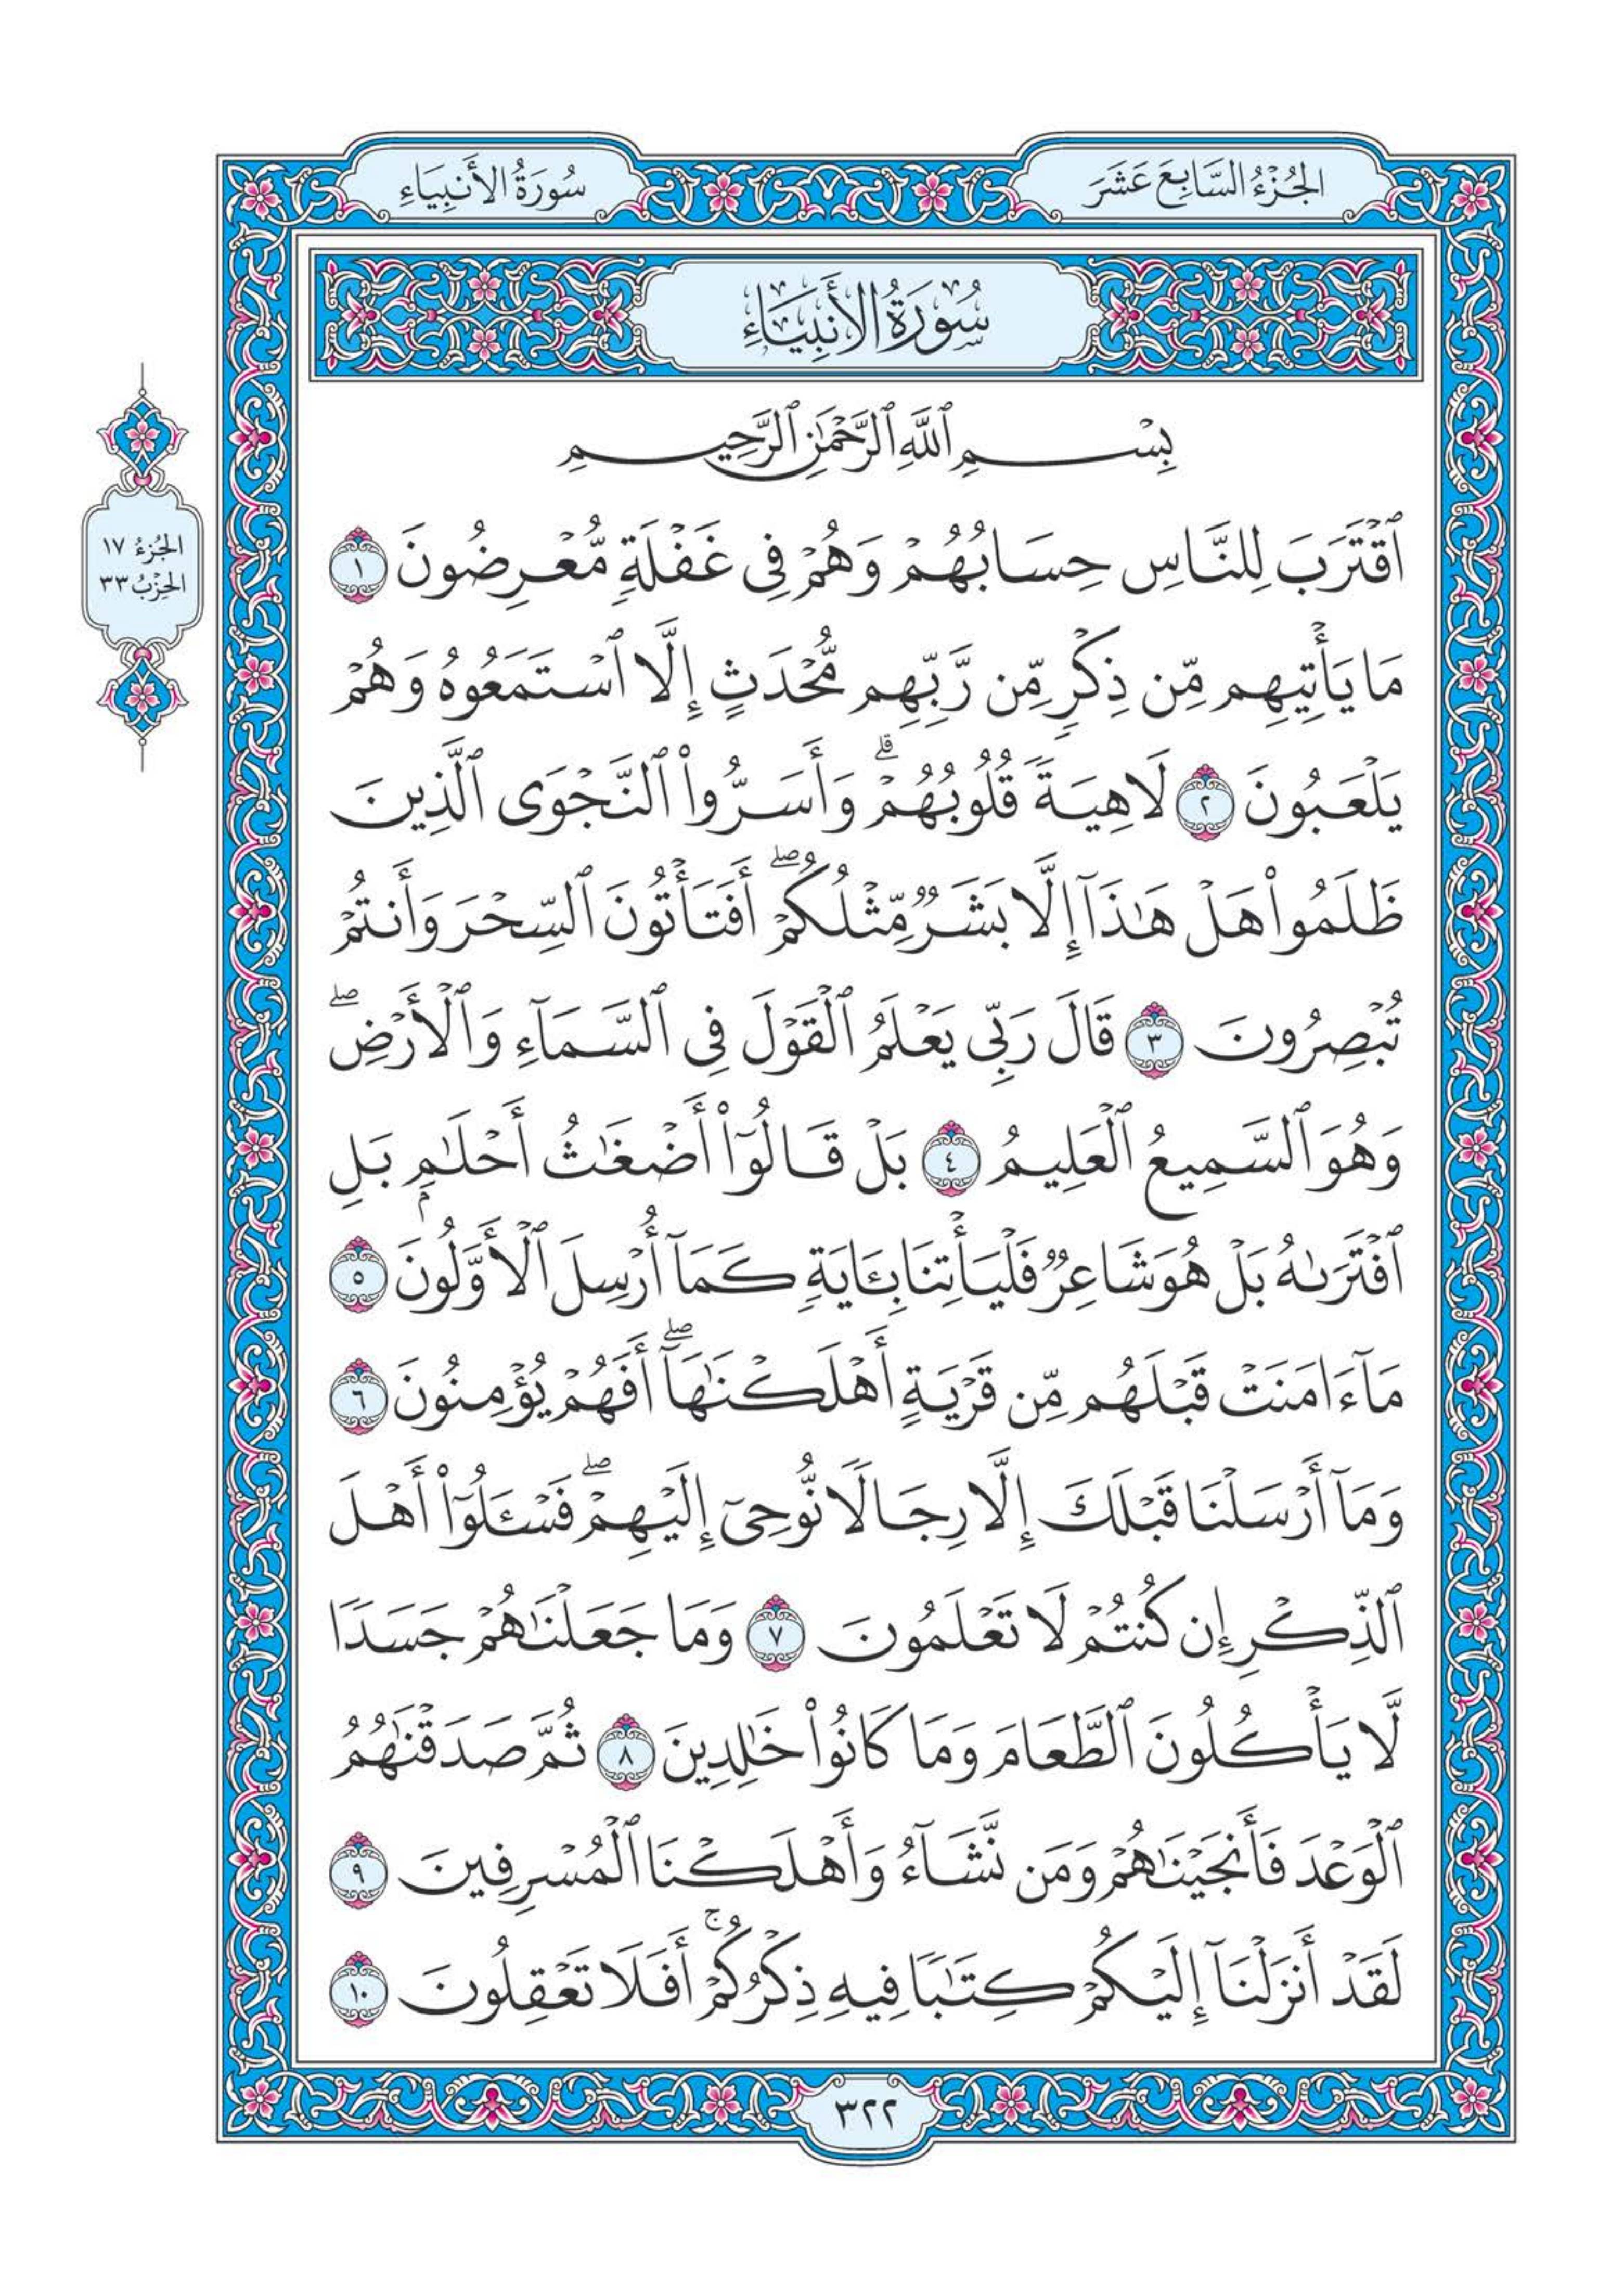 الجُزْءُ السَّابِعَ عَشَرَ
سُورَةُ الأَنبِيَاءِ
سُورَةُ الأَنبِيَاءِ
الجُزْءُ ١٧
الحِزْبُ ٣٣
بِسْمِ ٱللَّهِ ٱلرَّحْمَٰنِ ٱلرَّحِيمِ
ٱقْتَرَبَ لِلنَّاسِ حِسَابُهُمْ وَهُمْ فِى غَفْلَةٍ مُّعْرِضُونَ ١
مَا يَأْتِيهِم مِّن ذِكْرٍ مِّن رَّبِّهِم مُّحْدَثٍ إِلَّا ٱسْتَمَعُوهُ وَهُمْ
يَلْعَبُونَ ٢ لَاهِيَةً قُلُوبُهُمْ ۗ وَأَسَرُّوا۟ ٱلنَّجْوَى ٱلَّذِينَ
ظَلَمُوا۟ هَلْ هَٰذَآ إِلَّا بَشَرٌ مِّثْلُكُمْ ۖ أَفَتَأْتُونَ ٱلسِّحْرَ وَأَنتُمْ
تُبْصِرُونَ ٣ قَالَ رَبِّى يَعْلَمُ ٱلْقَوْلَ فِى ٱلسَّمَآءِ وَٱلْأَرْضِ ۖ
وَهُوَ ٱلسَّمِيعُ ٱلْعَلِيمُ ٤ بَلْ قَالُوٓا۟ أَضْغَٰثُ أَحْلَٰمٍۭ بَلِ
ٱفْتَرَىٰهُ بَلْ هُوَ شَاعِرٌ فَلْيَأْتِنَا بِـَٔايَةٍ كَمَآ أُرْسِلَ ٱلْأَوَّلُونَ ٥
مَآ ءَامَنَتْ قَبْلَهُم مِّن قَرْيَةٍ أَهْلَكْنَٰهَآ ۖ أَفَهُمْ يُؤْمِنُونَ ٦
وَمَآ أَرْسَلْنَا قَبْلَكَ إِلَّا رِجَالًا نُّوحِىٓ إِلَيْهِمْ ۖ فَسْـَٔلُوٓا۟ أَهْلَ
ٱلذِّكْرِ إِن كُنتُمْ لَا تَعْلَمُونَ ٧ وَمَا جَعَلْنَٰهُمْ جَسَدًا
لَّا يَأْكُلُونَ ٱلطَّعَامَ وَمَا كَانُوا۟ خَٰلِدِينَ ٨ ثُمَّ صَدَقْنَٰهُمُ
ٱلْوَعْدَ فَأَنجَيْنَٰهُمْ وَمَن نَّشَآءُ وَأَهْلَكْنَا ٱلْمُسْرِفِينَ ٩
لَقَدْ أَنزَلْنَآ إِلَيْكُمْ كِتَٰبًا فِيهِ ذِكْرُكُمْ ۚ أَفَلَا تَعْقِلُونَ ١٠
٣٢٢